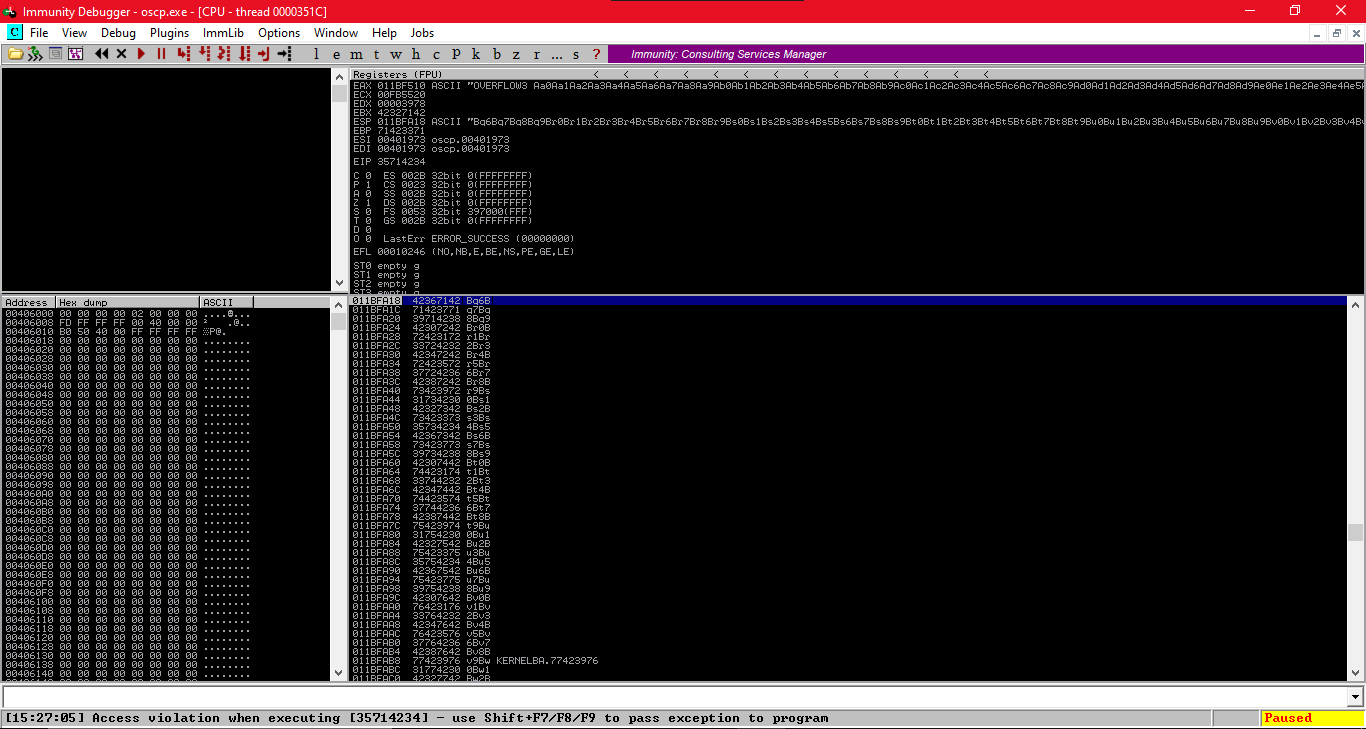 Immunity Debugger - oscp.exe - [CPU - thread 0000351C]
C File View Debug Plugins ImmLib Options Window Help Jobs
l e m t w h c P k b z r ... s ? Immunity: Consulting Services Manager
Registers (FPU) < < < < < < < < < < < < < <
EAX 011BF510 ASCII "OVERFLOW3 Aa0Aa1Aa2Aa3Aa4Aa5Aa6Aa7Aa8Aa9Ab0Ab1Ab2Ab3Ab4Ab5Ab6Ab7Ab8Ab9Ac0Ac1Ac2Ac3Ac4Ac5Ac6Ac7Ac8Ac9Ad0Ad1Ad2Ad3Ad4Ad5Ad6Ad7Ad8Ad9Ae0Ae1Ae2Ae3Ae4Ae5A
ECX 00FB5520
EDX 00003978
EBX 42327142
ESP 011BFA18 ASCII "Bq6Bq7Bq8Bq9Br0Br1Br2Br3Br4Br5Br6Br7Br8Br9Bs0Bs1Bs2Bs3Bs4Bs5Bs6Bs7Bs8Bs9Bt0Bt1Bt2Bt3Bt4Bt5Bt6Bt7Bt8Bt9Bu0Bu1Bu2Bu3Bu4Bu5Bu6Bu7Bu8Bu9Bv0Bv1Bv2Bv3Bv4Bv
EBP 71423371
ESI 00401973 oscp.00401973
EDI 00401973 oscp.00401973
EIP 35714234
C 0 ES 002B 32bit 0(FFFFFFFF)
P 1 CS 0023 32bit 0(FFFFFFFF)
A 0 SS 002B 32bit 0(FFFFFFFF)
Z 1 DS 002B 32bit 0(FFFFFFFF)
S 0 FS 0053 32bit 397000(FFF)
T 0 GS 002B 32bit 0(FFFFFFFF)
D 0
O 0 LastErr ERROR_SUCCESS (00000000)
EFL 00010246 (NO,NB,E,BE,NS,PE,GE,LE)
ST0 empty g
ST1 empty g
ST2 empty g
ST3 empty g
Address Hex dump ASCII
00406000 00 00 00 00 02 00 00 00
00406008 FD FF FF FF 00 40 00 00
00406010 B0 50 40 00 FF FF FF FF
00406018 00 00 00 00 00 00 00 00 ........
00406020 00 00 00 00 00 00 00 00 ........
00406028 00 00 00 00 00 00 00 00 ........
00406030 00 00 00 00 00 00 00 00 ........
00406038 00 00 00 00 00 00 00 00 ........
00406040 00 00 00 00 00 00 00 00 ........
00406048 00 00 00 00 00 00 00 00 ........
00406050 00 00 00 00 00 00 00 00 ........
00406058 00 00 00 00 00 00 00 00 ........
00406060 00 00 00 00 00 00 00 00 ........
00406068 00 00 00 00 00 00 00 00 ........
00406070 00 00 00 00 00 00 00 00 ........
00406078 00 00 00 00 00 00 00 00 ........
00406080 00 00 00 00 00 00 00 00 ........
00406088 00 00 00 00 00 00 00 00 ........
00406090 00 00 00 00 00 00 00 00 ........
00406098 00 00 00 00 00 00 00 00 ........
004060A0 00 00 00 00 00 00 00 00 ........
004060A8 00 00 00 00 00 00 00 00 ........
004060B0 00 00 00 00 00 00 00 00 ........
004060B8 00 00 00 00 00 00 00 00 ........
004060C0 00 00 00 00 00 00 00 00 ........
004060C8 00 00 00 00 00 00 00 00 ........
004060D0 00 00 00 00 00 00 00 00 ........
004060D8 00 00 00 00 00 00 00 00 ........
004060E0 00 00 00 00 00 00 00 00 ........
004060E8 00 00 00 00 00 00 00 00 ........
004060F0 00 00 00 00 00 00 00 00 ........
004060F8 00 00 00 00 00 00 00 00 ........
00406100 00 00 00 00 00 00 00 00 ........
00406108 00 00 00 00 00 00 00 00 ........
00406110 00 00 00 00 00 00 00 00 ........
00406118 00 00 00 00 00 00 00 00 ........
00406120 00 00 00 00 00 00 00 00 ........
00406128 00 00 00 00 00 00 00 00 ........
00406130 00 00 00 00 00 00 00 00 ........
00406138 00 00 00 00 00 00 00 00 ........
00406140 00 00 00 00 00 00 00 00 ........
011BFA18 42367142 Bq6B
011BFA1C 71423771 q7Bq
011BFA20 39714238 8Bq9
011BFA24 42307242 Br0B
011BFA28 72423172 r1Br
011BFA2C 33724232 2Br3
011BFA30 42347242 Br4B
011BFA34 72423572 r5Br
011BFA38 37724236 6Br7
011BFA3C 42387242 Br8B
011BFA40 73423972 r9Bs
011BFA44 31734230 0Bs1
011BFA48 42327342 Bs2B
011BFA4C 73423373 s3Bs
011BFA50 35734234 4Bs5
011BFA54 42367342 Bs6B
011BFA58 73423773 s7Bs
011BFA5C 39734238 8Bs9
011BFA60 42307442 Bt0B
011BFA64 74423174 t1Bt
011BFA68 33744232 2Bt3
011BFA6C 42347442 Bt4B
011BFA70 74423574 t5Bt
011BFA74 37744236 6Bt7
011BFA78 42387442 Bt8B
011BFA7C 75423974 t9Bu
011BFA80 31754230 0Bu1
011BFA84 42327542 Bu2B
011BFA88 75423375 u3Bu
011BFA8C 35754234 4Bu5
011BFA90 42367542 Bu6B
011BFA94 75423775 u7Bu
011BFA98 39754238 8Bu9
011BFA9C 42307642 Bv0B
011BFAA0 76423176 v1Bv
011BFAA4 33764232 2Bv3
011BFAA8 42347642 Bv4B
011BFAAC 76423576 v5Bv
011BFAB0 37764236 6Bv7
011BFAB4 42387642 Bv8B
011BFAB8 77423976 v9Bw KERNELBA.77423976
011BFABC 31774230 0Bw1
011BFAC0 42327742 Bw2B
[15:27:05] Access violation when executing [35714234] - use Shift+F7/F8/F9 to pass exception to program
Paused